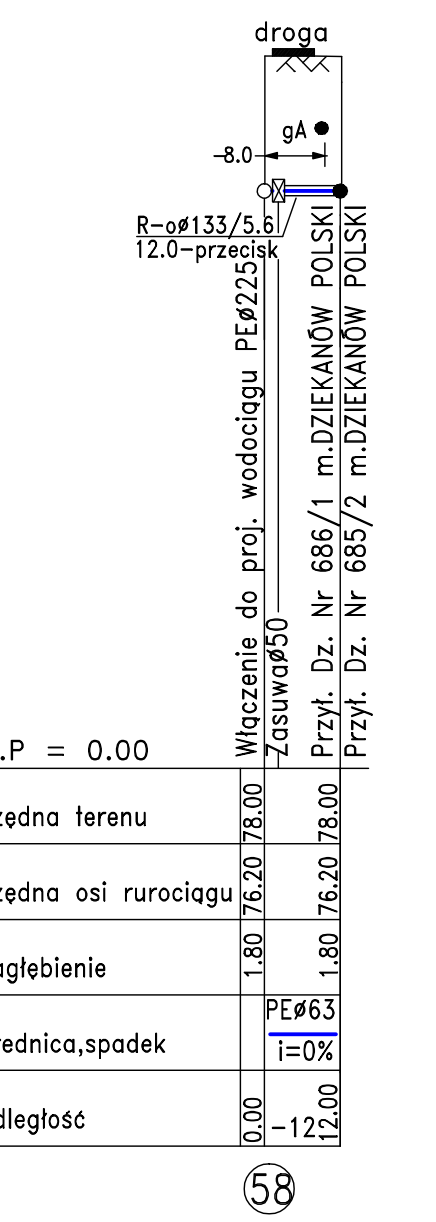 droga
gA
-8.0
R-oø133/5.6
12.0-przecisk
Włączenie do proj. wodociągu PEø225
Zasuwaø50
Przył. Dz. Nr 686/1 m.DZIEKANÓW POLSKI
Przył. Dz. Nr 685/2 m.DZIEKANÓW POLSKI
.P = 0.00
zędna terenu
78.00
78.00
zędna osi rurociągu
76.20
76.20
agłębienie
1.80
1.80
rednica,spadek
PEø63
i=0%
dległość
0.00
-12
12.00
58